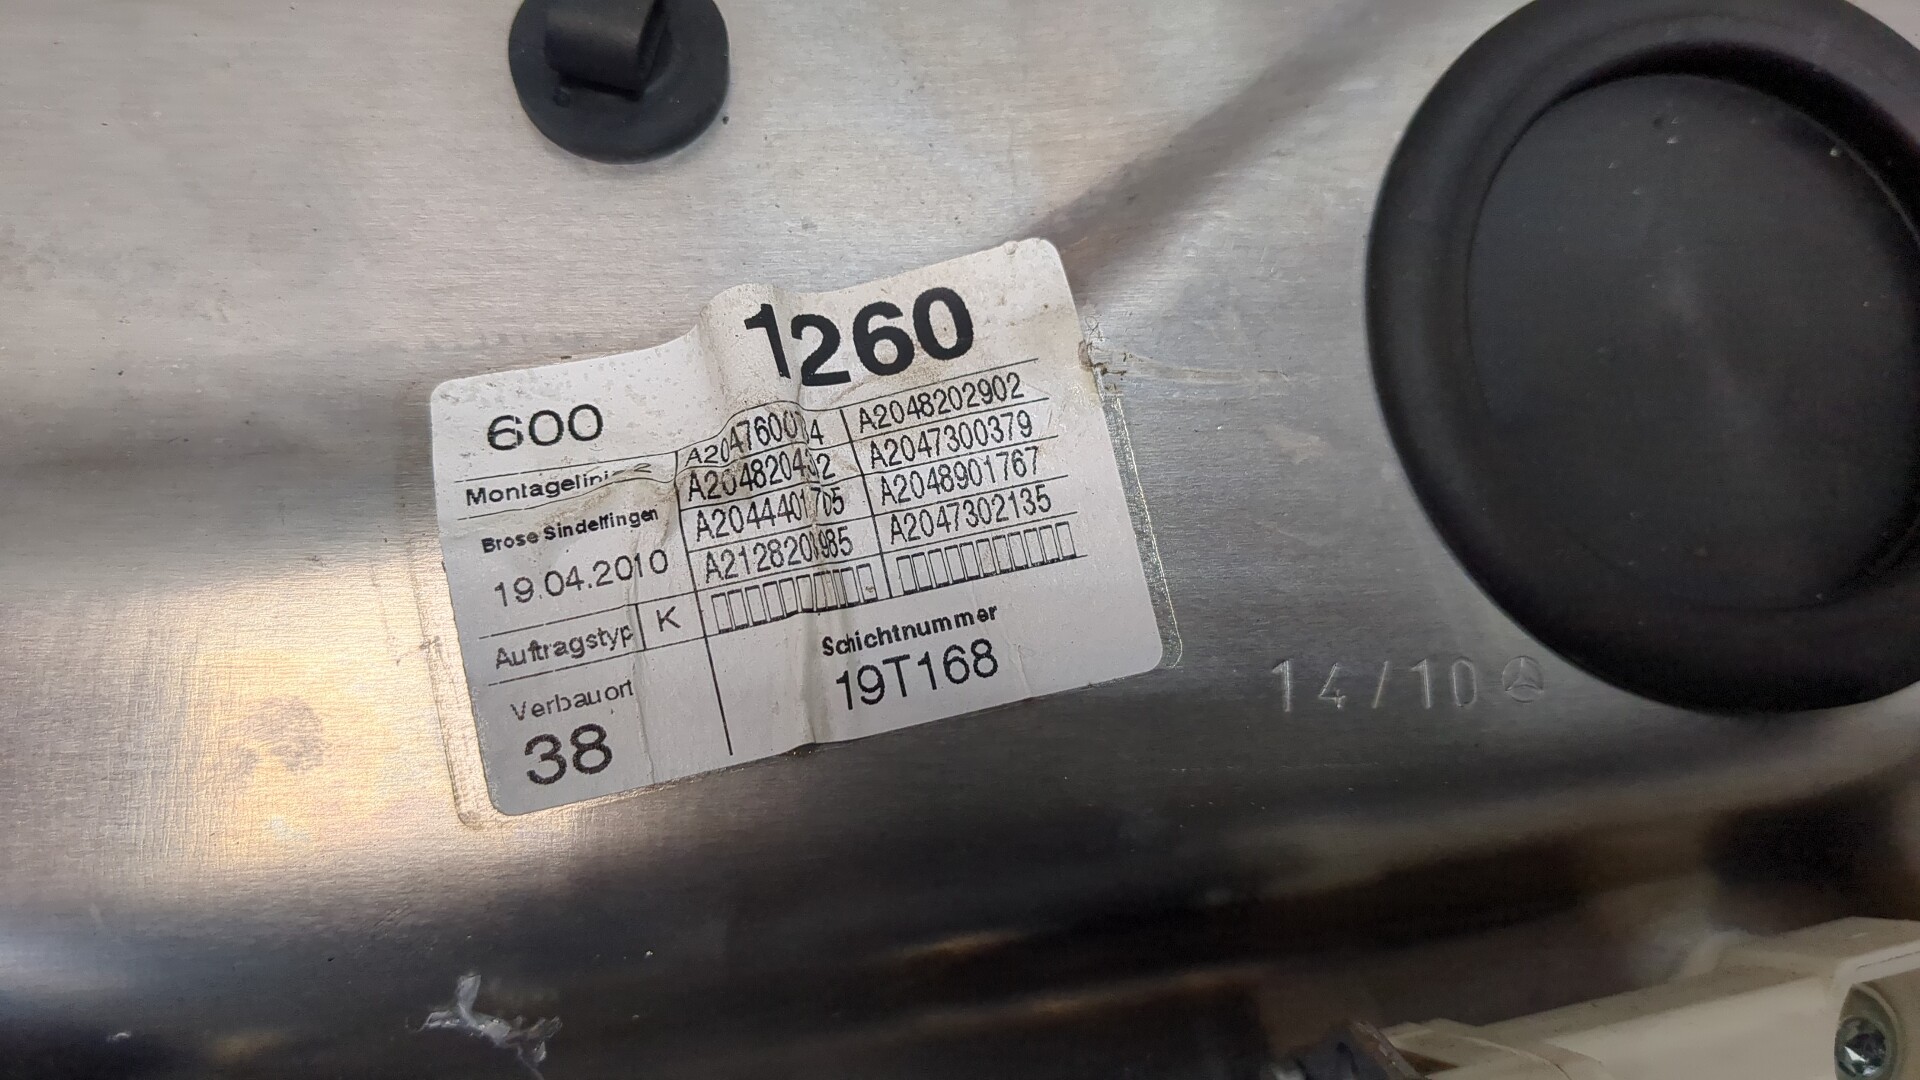 1260
600
A2048202902
A2047300379
Montagelinie 2
A2048901767
Brose Sindelfingen
A2047302135
19.04.2010
Auftragstyp K
Schichtnummer
19T168
Verbauort
38
14/10